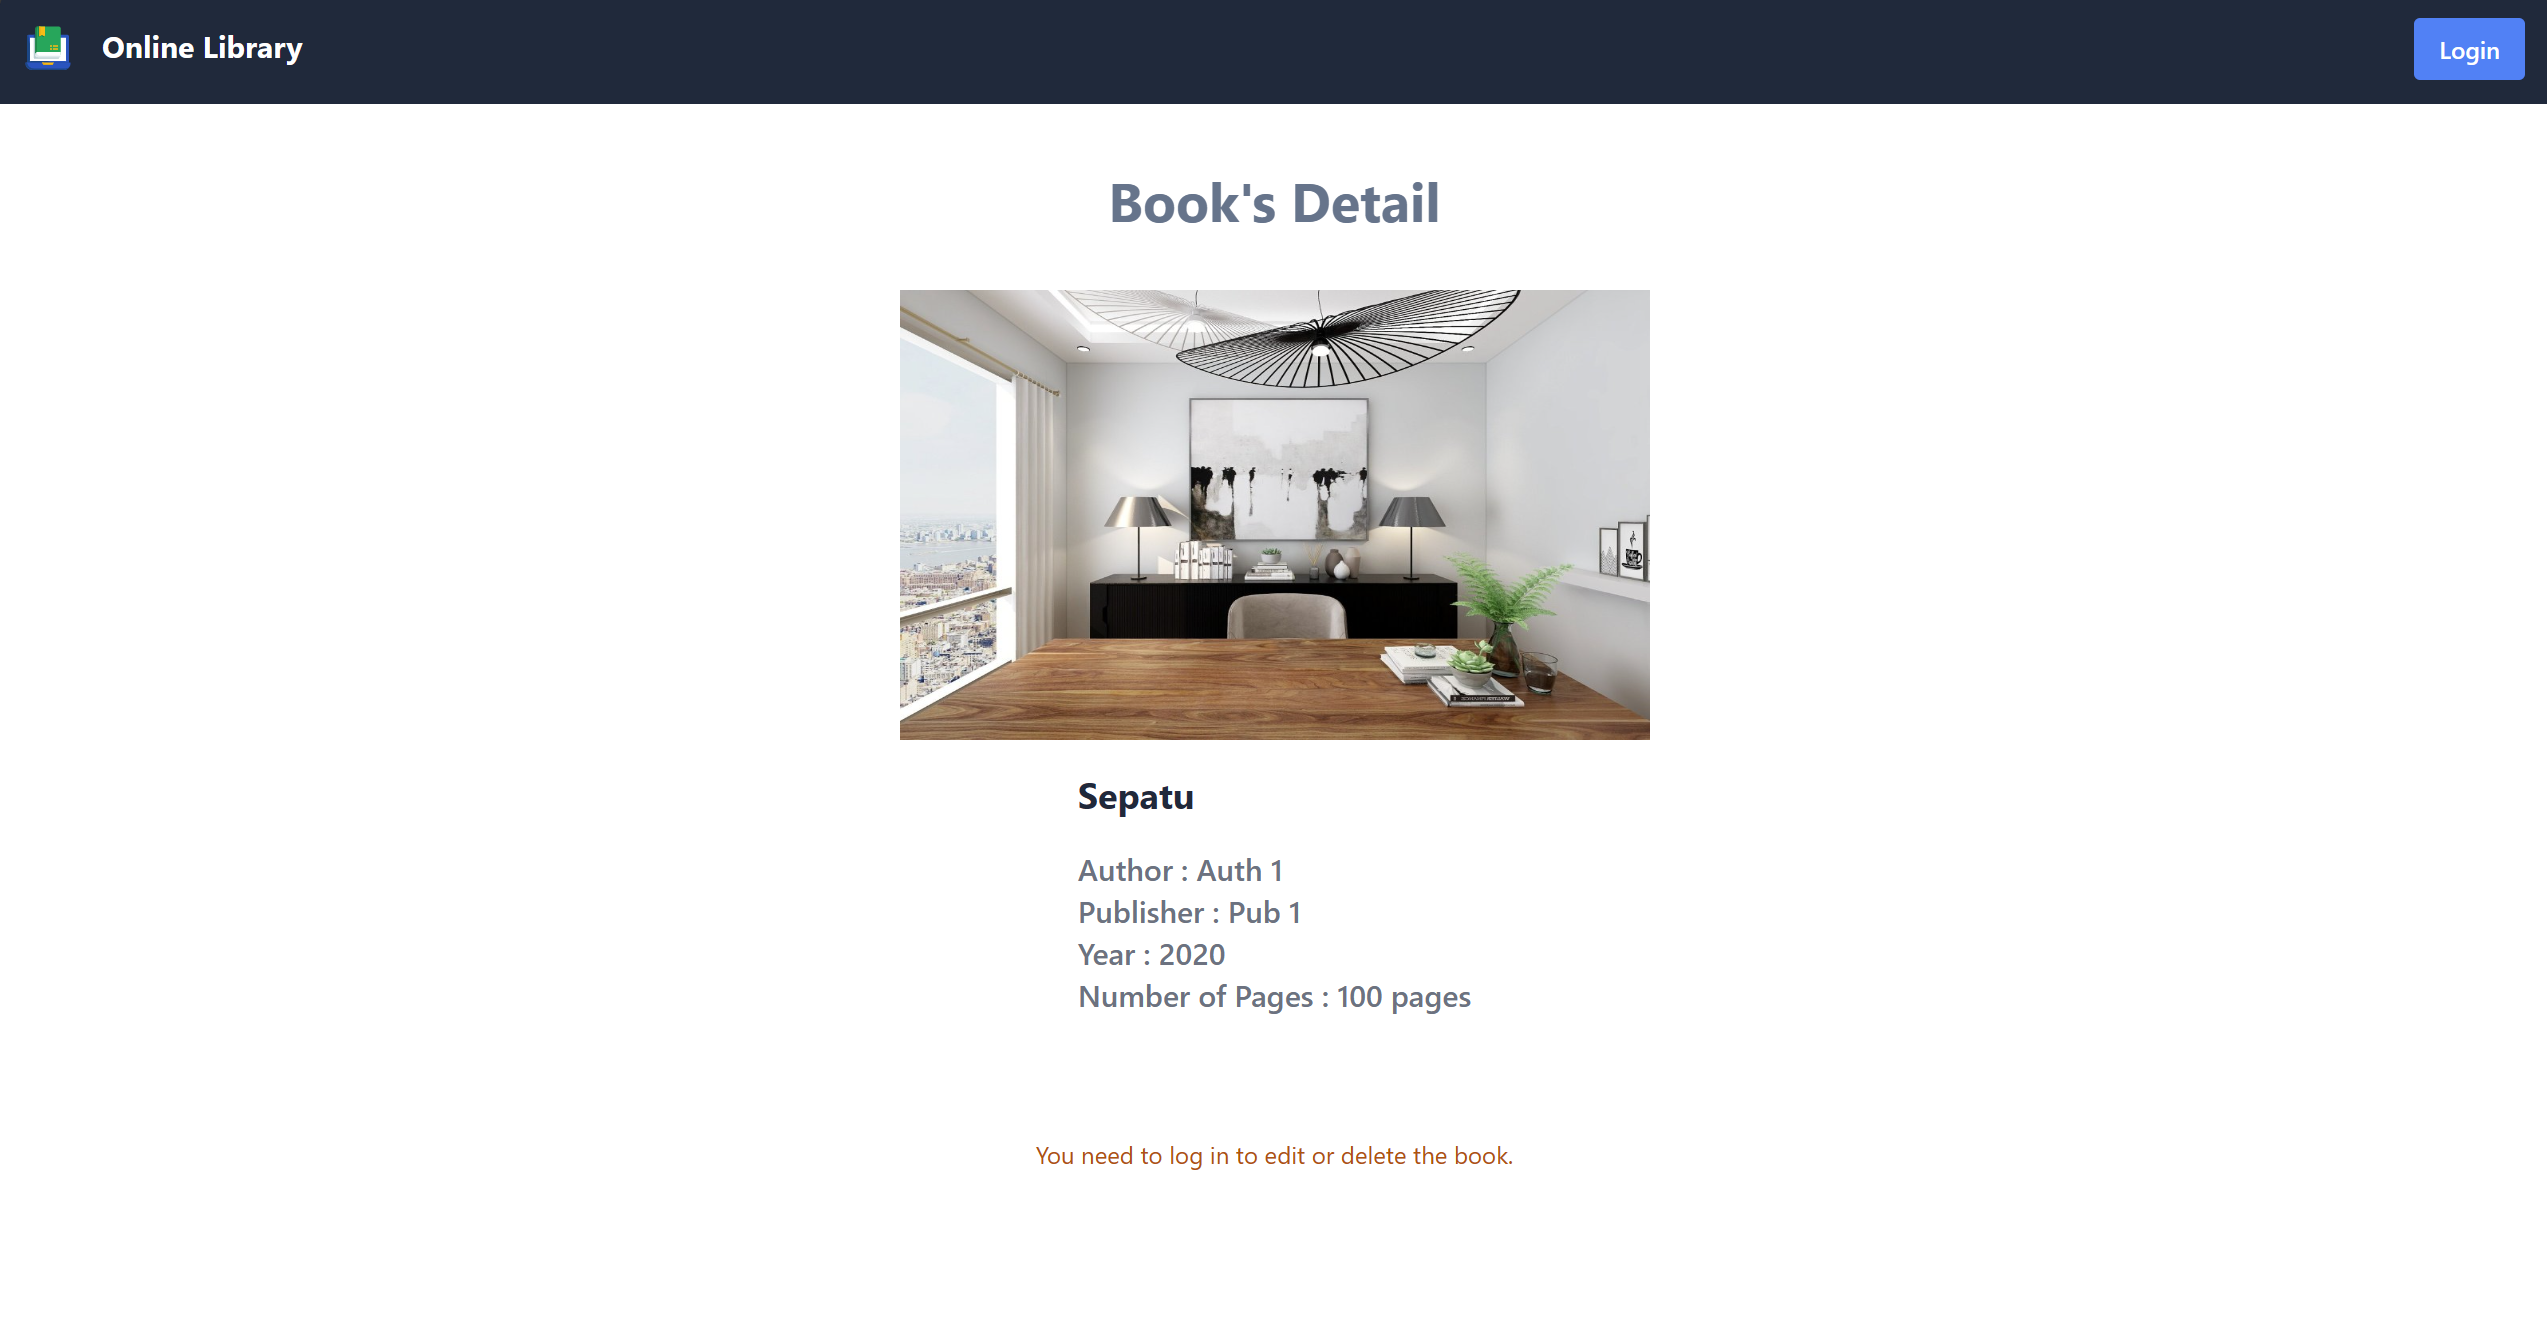 Online Library
Login
Book's Detail
Sepatu
Author : Auth 1
Publisher : Pub 1
Year : 2020
Number of Pages : 100 pages
You need to log in to edit or delete the book.